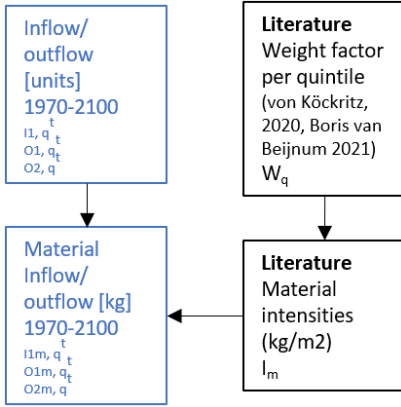 Inflow/
outflow
[units]
1970-2100
I1, q t
O1, q t
O2, q t
Literature
Weight factor
per quintile
(von Köckritz,
2020, Boris van
Beijnum 2021)
Wq
Material
Inflow/
outflow [kg]
1970-2100
I1m, q t
O1m, q t
O2m, q t
Literature
Material
intensities
(kg/m2)
Im